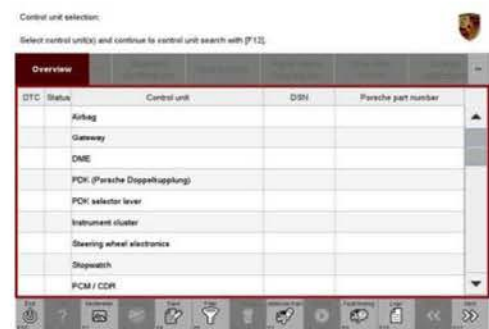 Control unit selection:
Select control unit(s) and continue to control unit search with [F12].
Overview
DTC Status Control unit DSN Porsche part number
Airbag
Gateway
DME
PDK (Porsche Doppelkupplung)
PDK selector lever
Instrument cluster
Steering wheel electronics
Stopwatch
PCM / CDR